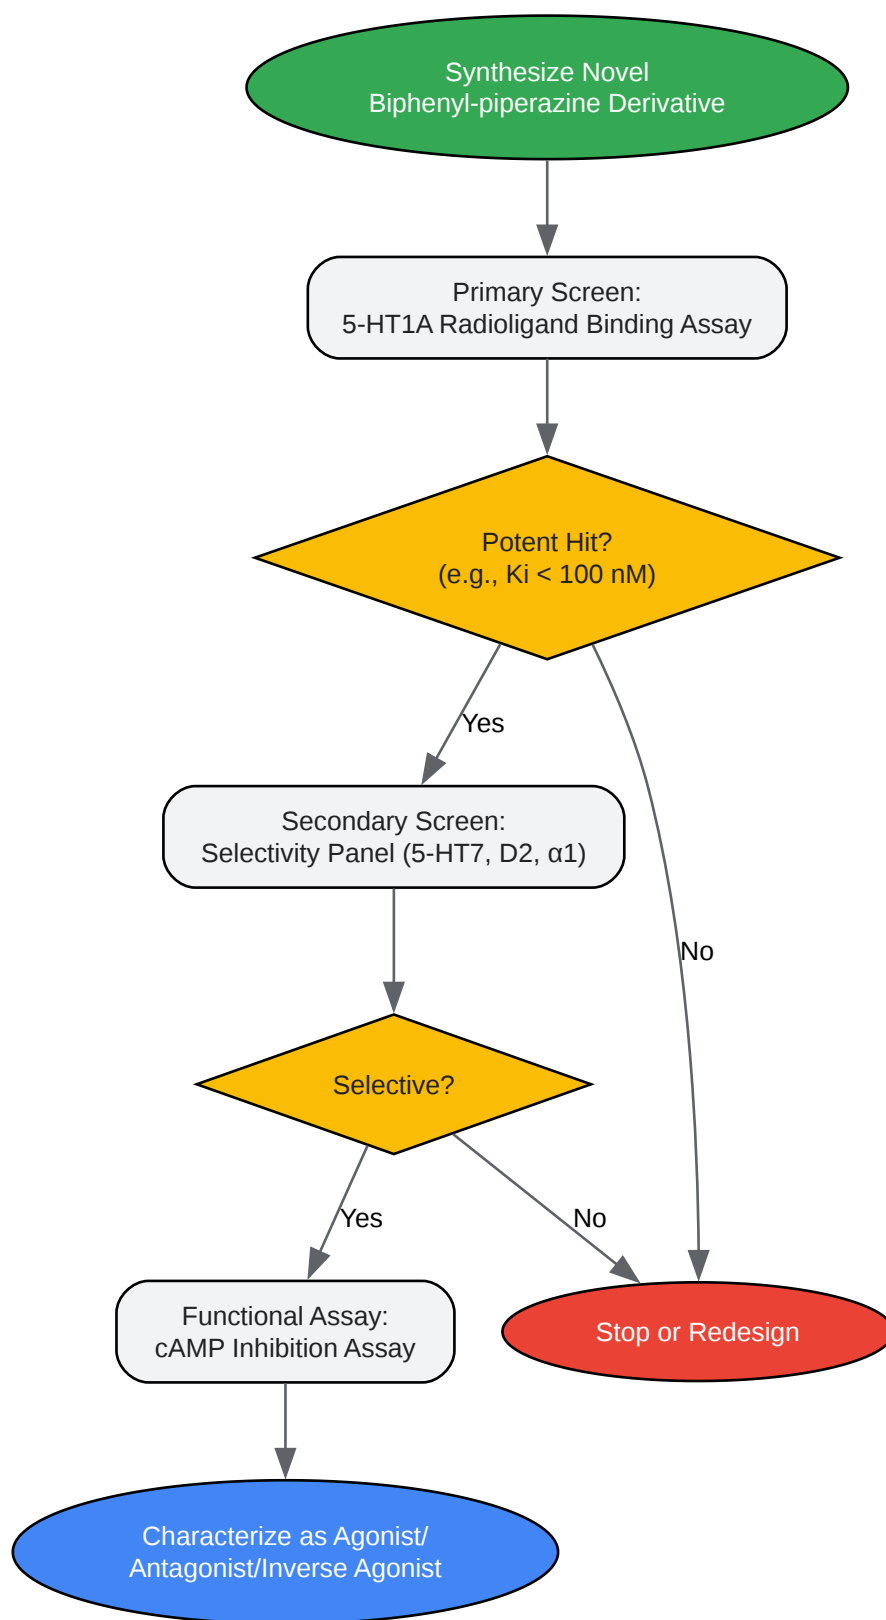 Synthesize Novel
Biphenyl-piperazine Derivative
Primary Screen:
5-HT1A Radioligand Binding Assay
Potent Hit?
(e.g., Ki < 100 nM)
Yes
Secondary Screen:
Selectivity Panel (5-HT7, D2, α1)
No
Selective?
Yes
No
Functional Assay:
cAMP Inhibition Assay
Stop or Redesign
Characterize as Agonist/
Antagonist/Inverse Agonist